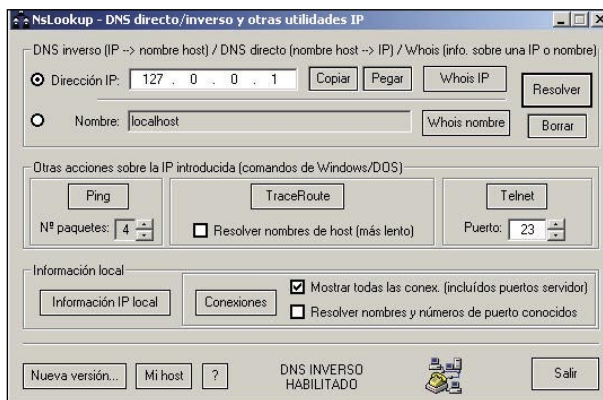 NsLookup - DNS directo/inverso y otras utilidades IP
DNS inverso (IP --> nombre host) / DNS directo (nombre host --> IP) / Whois (info. sobre una IP o nombre)
Dirección IP: 127 . 0 . 0 . 1 Copiar Pegar Whois IP Resolver
Nombre: localhost Whois nombre Borrar
Otras acciones sobre la IP introducida (comandos de Windows/DOS)
Ping TraceRoute Telnet
Nº paquetes: 4 Resolver nombres de host (más lento) Puerto: 23
Información local
Información IP local Conexiones Mostrar todas las conex. (incluídos puertos servidor)
Resolver nombres y números de puerto conocidos
Nueva versión... Mi host ? DNS INVERSO HABILITADO Salir